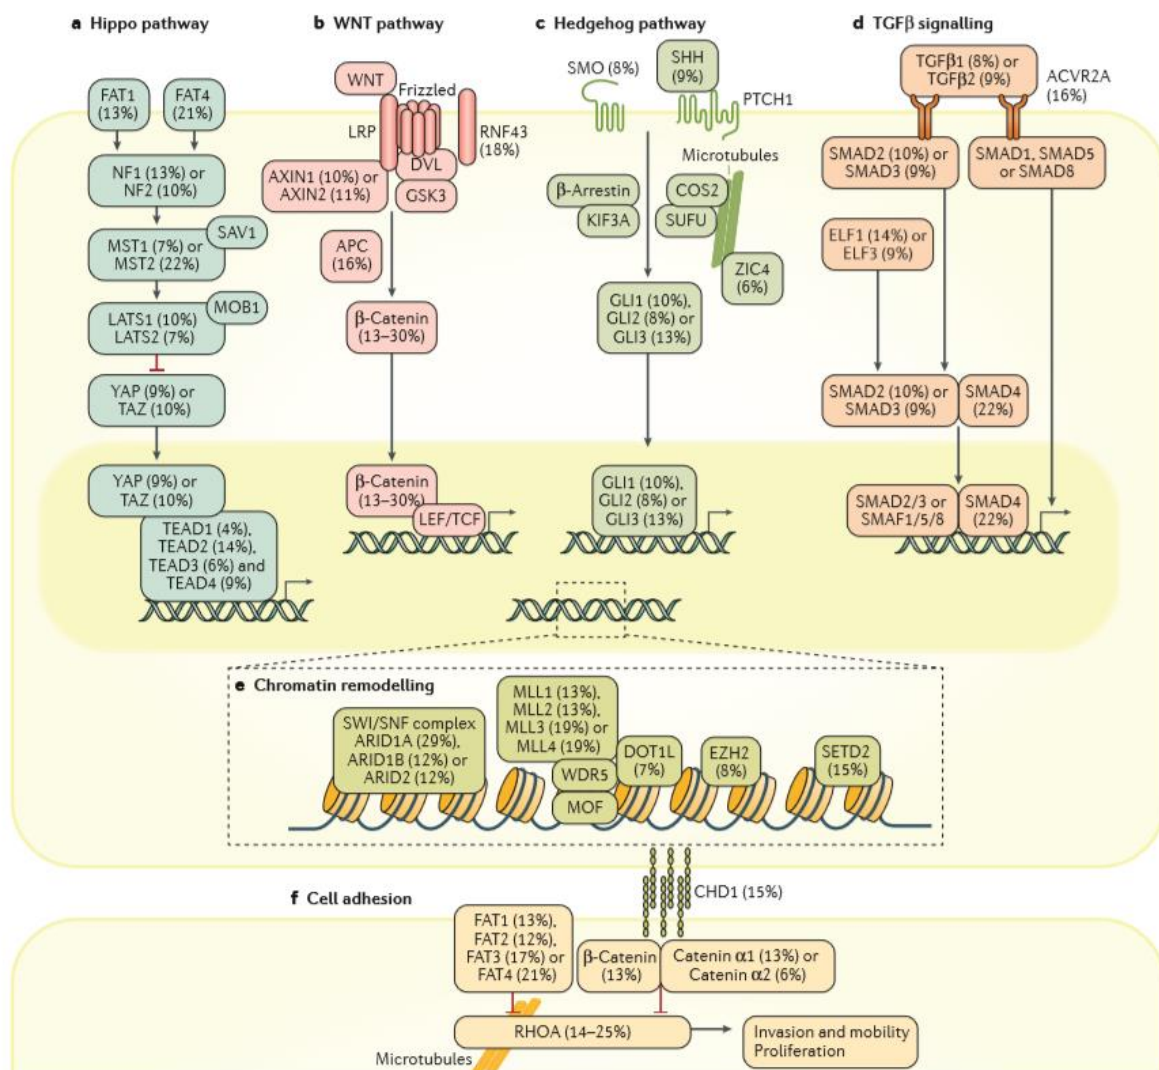 a Hippo pathway
FAT1
(13%)
FAT4
(21%)
NF1 (13%) or
NF2 (10%)
SAV1
MST1 (7%) or
MST2 (22%)
MOB1
LATS1 (10%)
LATS2 (7%)
YAP (9%) or
TAZ (10%)
YAP (9%) or
TAZ (10%)
TEAD1 (4%),
TEAD2 (14%),
TEAD3 (6%) and
TEAD4 (9%)
b WNT pathway
WNT
Frizzled
LRP
RNF43
(18%)
DVL
AXIN1 (10%) or
AXIN2 (11%)
GSK3
APC
(16%)
β-Catenin
(13–30%)
β-Catenin
(13–30%)
LEF/TCF
c Hedgehog pathway
SMO (8%)
SHH
(9%)
PTCH1
Microtubules
β-Arrestin
KIF3A
COS2
SUFU
ZIC4
(6%)
GLI1 (10%),
GLI2 (8%) or
GLI3 (13%)
GLI1 (10%),
GLI2 (8%) or
GLI3 (13%)
d TGFβ signalling
TGFβ1 (8%) or
TGFβ2 (9%)
ACVR2A
(16%)
SMAD2 (10%) or
SMAD3 (9%)
SMAD1, SMAD5
or SMAD8
ELF1 (14%) or
ELF3 (9%)
SMAD2 (10%) or
SMAD3 (9%)
SMAD4
(22%)
SMAD2/3 or
SMAF1/5/8
SMAD4
(22%)
e Chromatin remodelling
SWI/SNF complex
ARID1A (29%),
ARID1B (12%) or
ARID2 (12%)
MLL1 (13%),
MLL2 (13%),
MLL3 (19%) or
MLL4 (19%)
WDR5
MOF
DOT1L
(7%)
EZH2
(8%)
SETD2
(15%)
CHD1 (15%)
f Cell adhesion
FAT1 (13%),
FAT2 (12%),
FAT3 (17%) or
FAT4 (21%)
β-Catenin
(13%)
Catenin α1 (13%) or
Catenin α2 (6%)
RHOA (14–25%)
Invasion and mobility
Proliferation
Microtubules